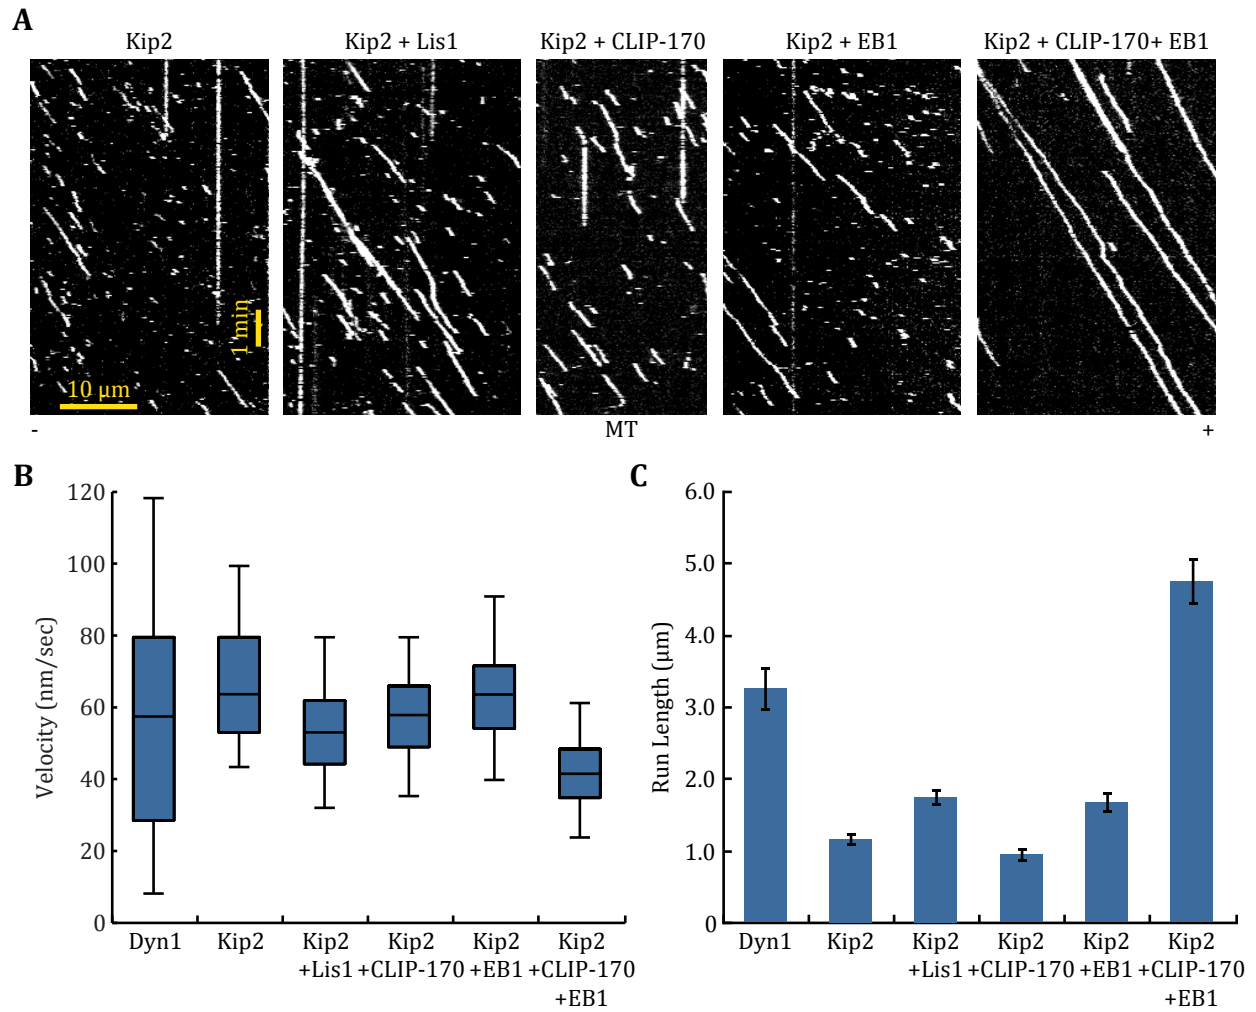 A
Kip2
Kip2 + Lis1
Kip2 + CLIP-170
Kip2 + EB1
Kip2 + CLIP-170+ EB1
1 min
10 µm
-
MT
+
B
Velocity (nm/sec)
120
100
80
60
40
20
0
Dyn1
Kip2
Kip2
+Lis1
Kip2
+CLIP-170
Kip2
+EB1
Kip2
+CLIP-170
+EB1
C
Run Length (µm)
6.0
5.0
4.0
3.0
2.0
1.0
0
Dyn1
Kip2
Kip2
+Lis1
Kip2
+CLIP-170
Kip2
+EB1
Kip2
+CLIP-170
+EB1